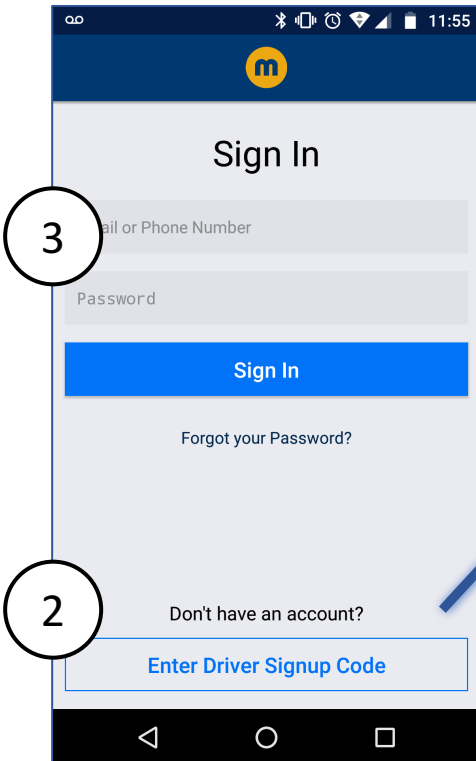 11:55
m
Sign In
3
ail or Phone Number
Password
Sign In
Forgot your Password?
2
Don't have an account?
Enter Driver Signup Code